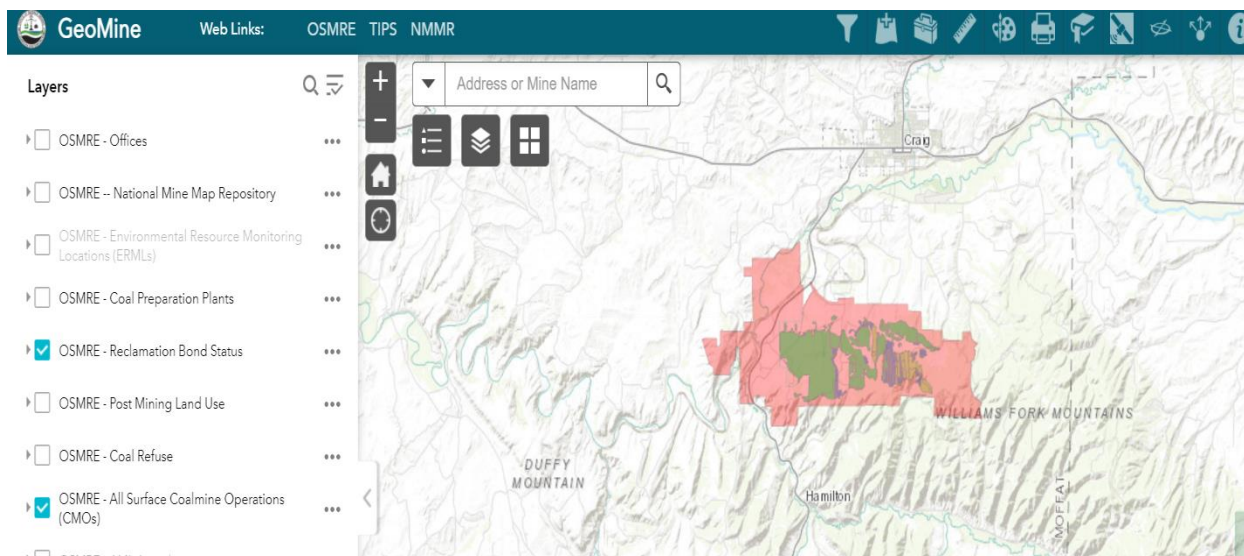 GeoMine
Web Links:
OSMRE TIPS NMMR
Layers
OSMRE - Offices
OSMRE -- National Mine Map Repository
OSMRE - Environmental Resource Monitoring
Locations (ERMLs)
OSMRE - Coal Preparation Plants
OSMRE - Reclamation Bond Status
OSMRE - Post Mining Land Use
OSMRE - Coal Refuse
OSMRE - All Surface Coalmine Operations
(CMOs)
Address or Mine Name
Craig
WILLIAMS FORK MOUNTAINS
DUFFY
MOUNTAIN
Hamilton
MOFFAT